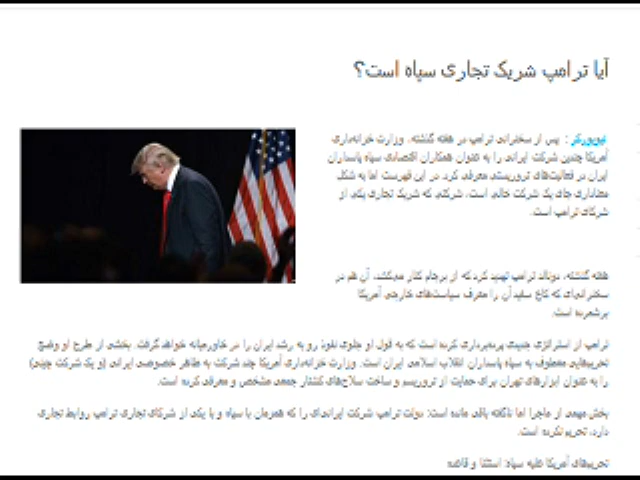 آیا ترامپ شریک تجاری سپاه است؟
نیویورکر : پس از سخنرانی ترامپ در هفته گذشته، وزارت خزانه‌داری
آمریکا چندین شرکت ایرانی را به عنوان همکاران اقتصادی سپاه پاسداران
ایران در فعالیت‌های تروریستی معرفی کرد. در این فهرست اما به شکل
معناداری جای یک شرکت خالی است. شرکتی که شریک تجاری یکی از
شرکای ترامپ است.
هفته گذشته، دونالد ترامپ تهدید کرد که از برجام کنار می‌کشد. آن هم در
سخنرانی‌ای که کاخ سفید آن را معرف سیاست‌های خارجی آمریکا
برشمرده است.
ترامپ از استراتژی جدیدی پرده‌برداری کرده است که به قول او جلوی نفوذ رو به رشد ایران را در خاورمیانه خواهد گرفت. بخشی از طرح او وضع
تحریم‌هایی معطوف به سپاه پاسداران انقلاب اسلامی ایران است. وزارت خزانه‌داری آمریکا چند شرکت به ظاهر خصوصی ایرانی (و یک شرکت چینی)
را به عنوان ابزارهای تهران برای حمایت از تروریسم و ساخت سلاح‌های کشتار جمعی مشخص و معرفی کرده است.
بخش مهمی از ماجرا اما ناگفته باقی مانده است: دولت ترامپ شرکت ایرانی‌ای را که همزمان با سپاه و با یکی از شرکای تجاری ترامپ روابط تجاری
دارد، تحریم نکرده است.
تحریم‌های آمریکا علیه سپاه: استثنا و قاعده